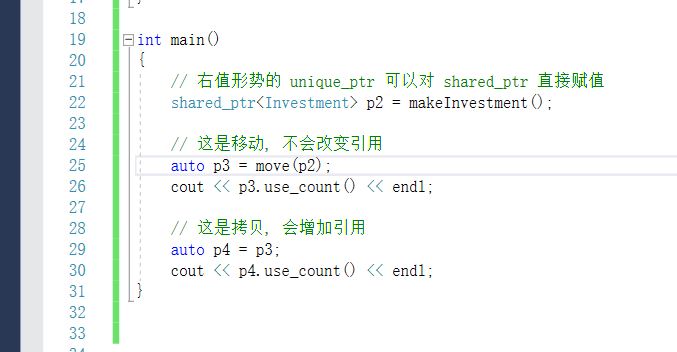 17 }
18
19 int main()
20 {
21 // 右值形势的 unique_ptr 可以对 shared_ptr 直接赋值
22 shared_ptr<Investment> p2 = makeInvestment();
23
24 // 这是移动, 不会改变引用
25 auto p3 = move(p2);
26 cout << p3.use_count() << endl;
27
28 // 这是拷贝, 会增加引用
29 auto p4 = p3;
30 cout << p4.use_count() << endl;
31 }
32
33